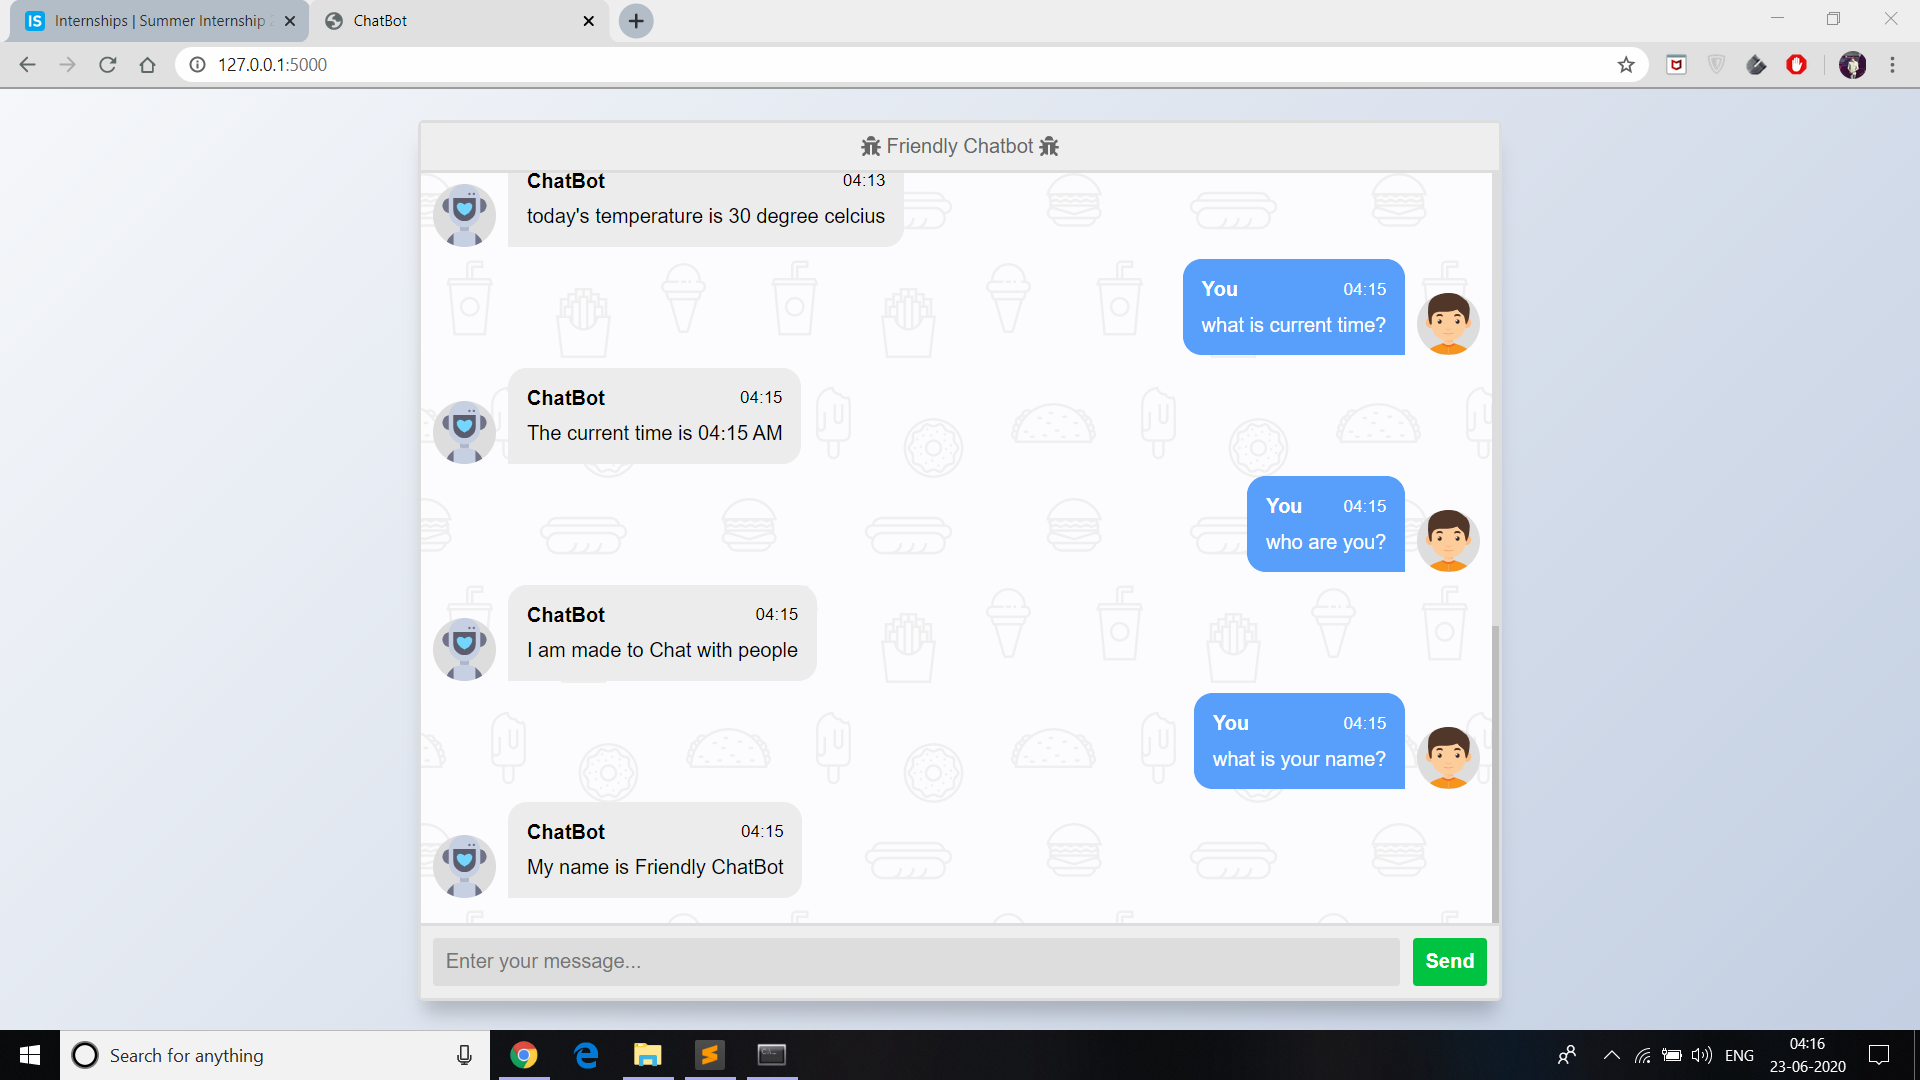 IS Internships | Summer Internship
ChatBot
127.0.0.1:5000
Friendly Chatbot
ChatBot 04:13
today's temperature is 30 degree celcius
You 04:15
what is current time?
ChatBot 04:15
The current time is 04:15 AM
You 04:15
who are you?
ChatBot 04:15
I am made to Chat with people
You 04:15
what is your name?
ChatBot 04:15
My name is Friendly ChatBot
Enter your message...
Send
Search for anything
ENG
04:16
23-06-2020